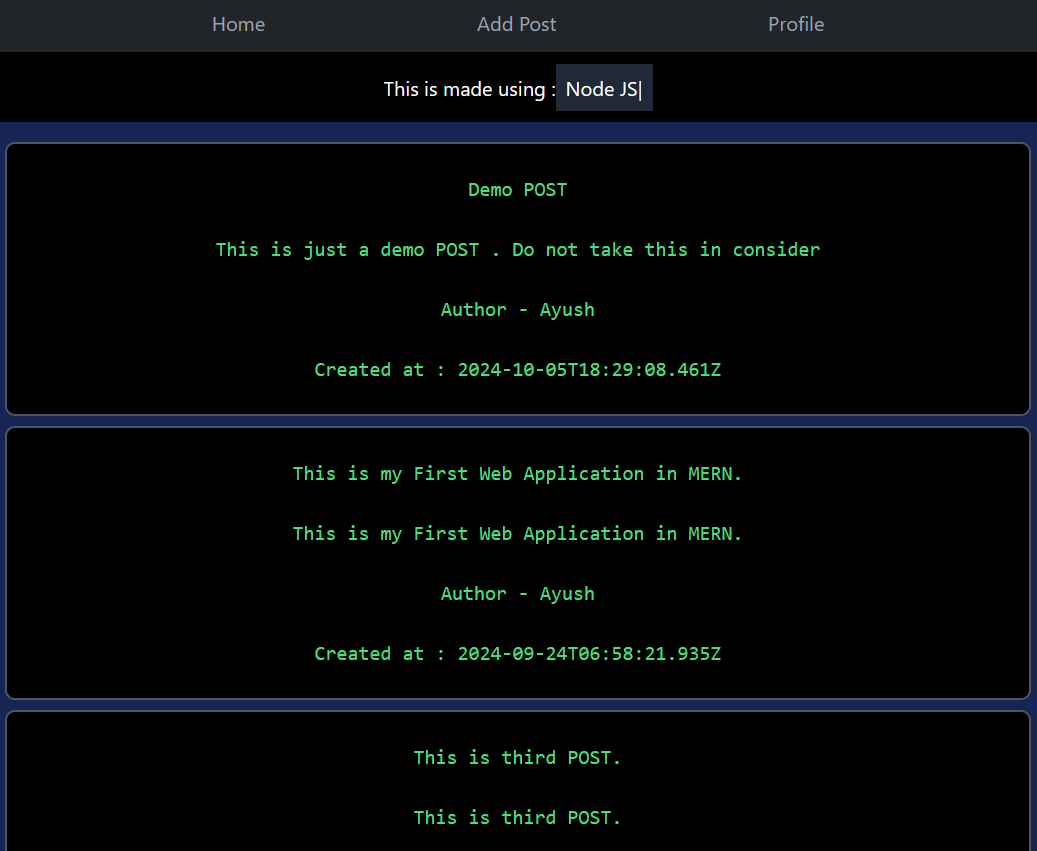 Home Add Post Profile
This is made using : Node JS|
Demo POST
This is just a demo POST . Do not take this in consider
Author - Ayush
Created at : 2024-10-05T18:29:08.461Z
This is my First Web Application in MERN.
This is my First Web Application in MERN.
Author - Ayush
Created at : 2024-09-24T06:58:21.935Z
This is third POST.
This is third POST.